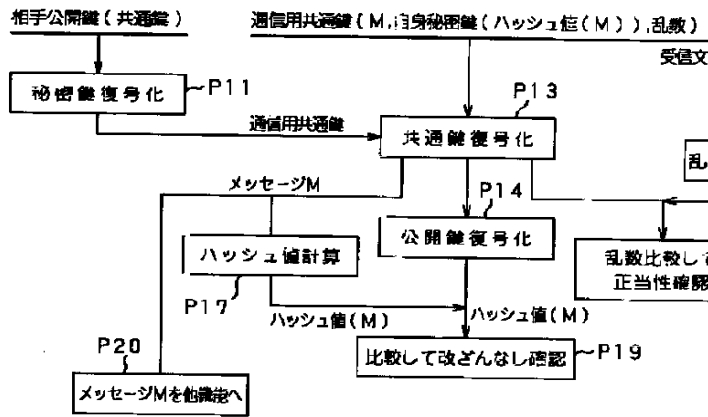 相手公開鍵(共通鍵)
通信用共通鍵(M,自身秘密鍵(ハッシュ値(M)),乱数)
受信文
秘密鍵復号化
P11
P13
通信用共通鍵
共通鍵復号化
乱
メッセージM
P14
公開鍵復号化
ハッシュ値計算
乱数比較して
正当性確認
P17
ハッシュ値(M)
ハッシュ値(M)
P20
比較して改ざんなし確認
P19
メッセージMを他機能へ